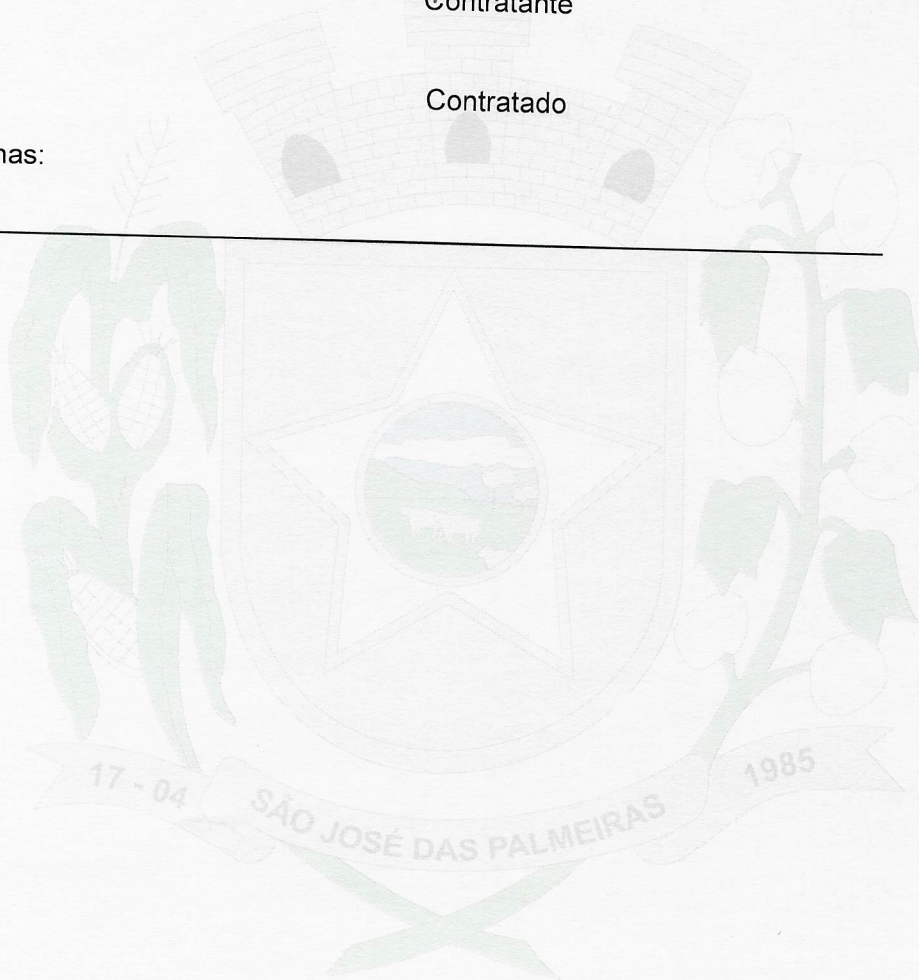 Contratante
Contratado
nas:
17 - 04
SÃO JOSÉ DAS PALMEIRAS
1985